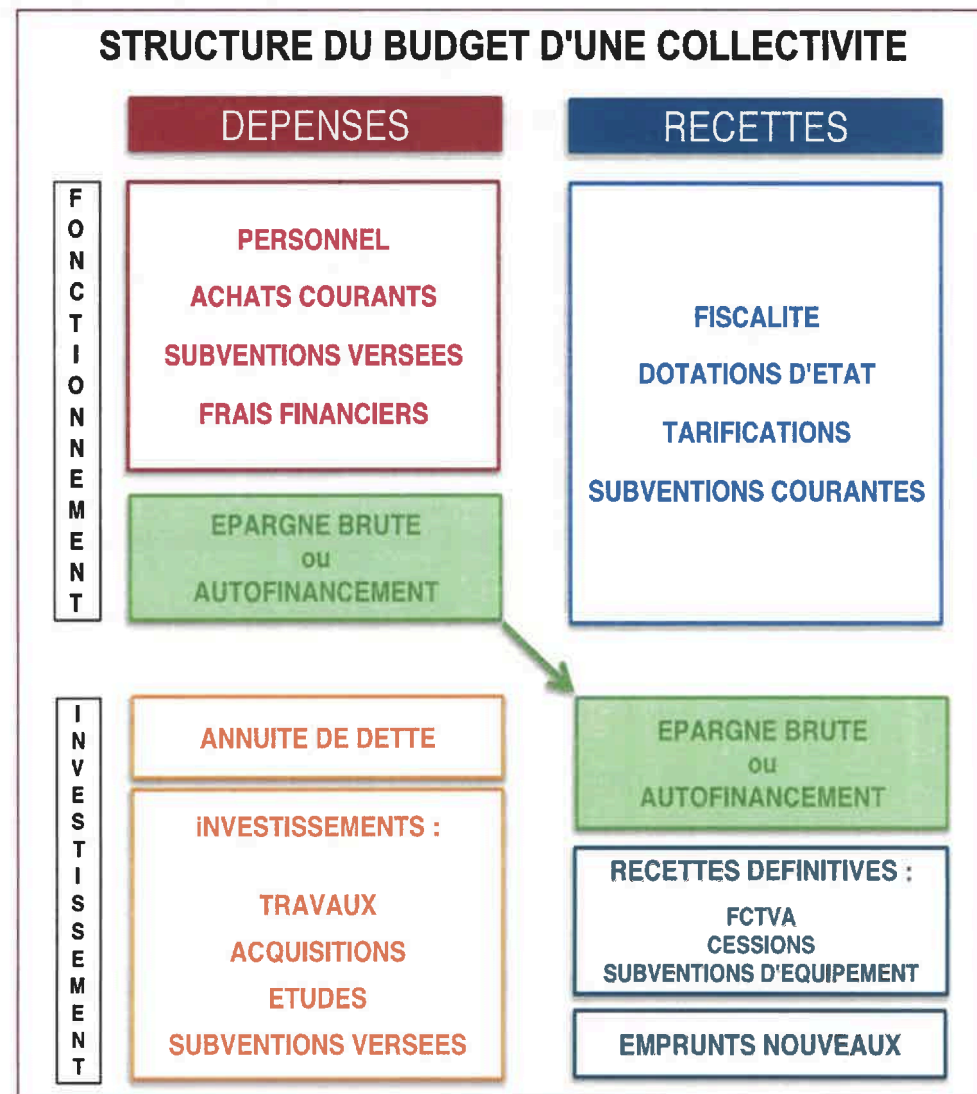 STRUCTURE DU BUDGET D'UNE COLLECTIVITE
DEPENSES
RECETTES
FONCTIONNEMENT
PERSONNEL
ACHATS COURANTS
SUBVENTIONS VERSEES
FRAIS FINANCIERS
EPARGNE BRUTE
ou
AUTOFINANCEMENT
FISCALITE
DOTATIONS D'ETAT
TARIFICATIONS
SUBVENTIONS COURANTES
INVESTISSEMENT
ANNUITE DE DETTE
iNVESTISSEMENTS :
TRAVAUX
ACQUISITIONS
ETUDES
SUBVENTIONS VERSEES
EPARGNE BRUTE
ou
AUTOFINANCEMENT
RECETTES DEFINITIVES :
FCTVA
CESSIONS
SUBVENTIONS D'EQUIPEMENT
EMPRUNTS NOUVEAUX